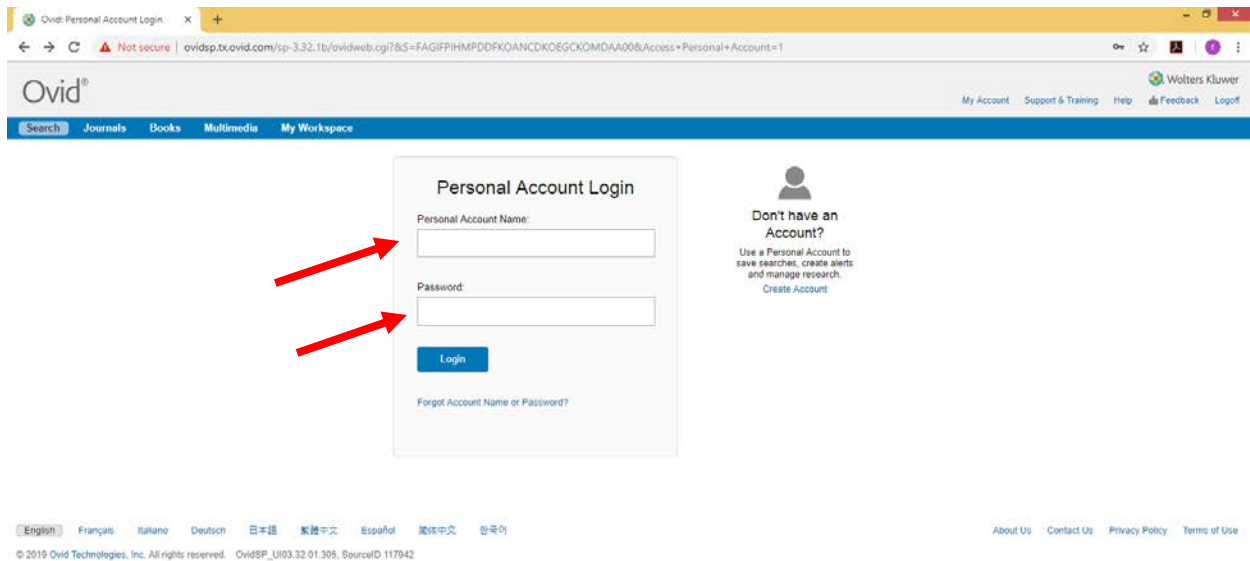 Ovid: Personal Account Login
Not secure | ovidsp.tx.ovid.com/sp-3.32.1b/ovidweb.cgi?&S=FAGIFPIHMPDDFKOANCDKOEGCKOMDAA00&Access+Personal+Account=1
Ovid®
Wolters Kluwer
My Account Support & Training Help Feedback Logoff
Search Journals Books Multimedia My Workspace
Personal Account Login
Personal Account Name:
Password:
Login
Forgot Account Name or Password?
Don't have an
Account?
Use a Personal Account to
save searches, create alerts
and manage research.
Create Account
English Français Italiano Deutsch 日本語 繁體中文 Español 简体中文 한국어
About Us Contact Us Privacy Policy Terms of Use
© 2019 Ovid Technologies, Inc. All rights reserved. OvidSP_UI03.32.01.305, SourceID 117942